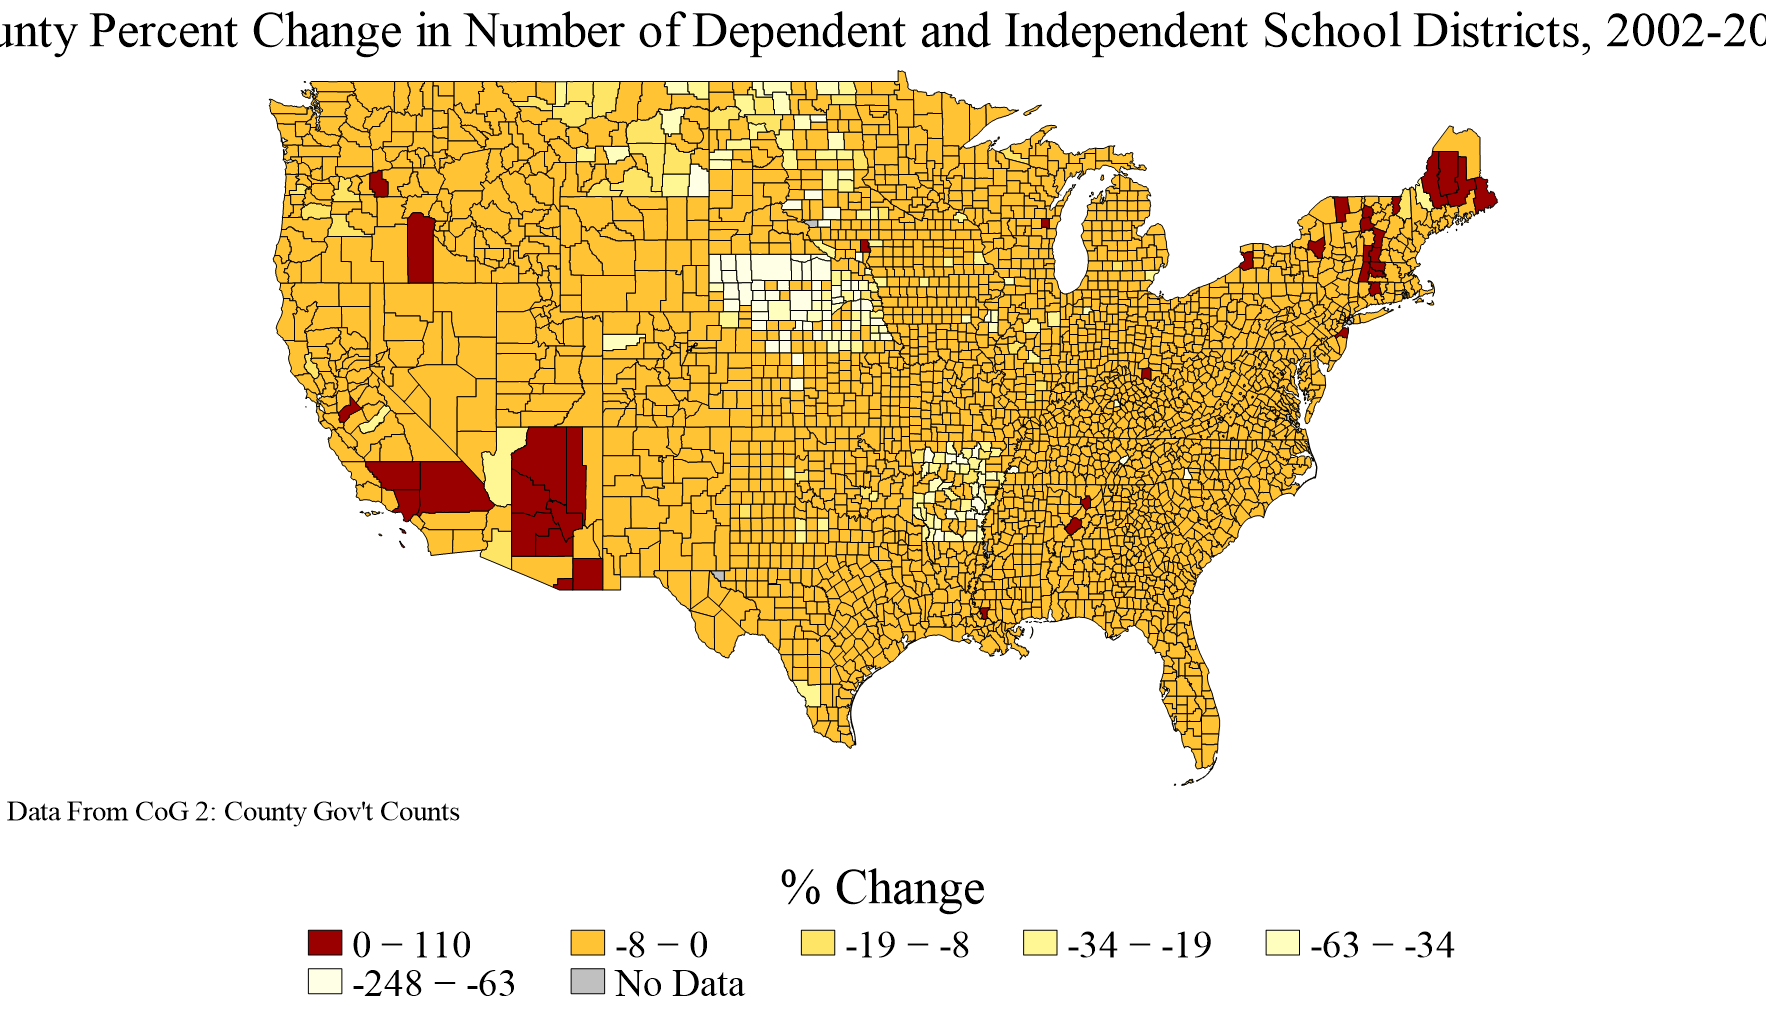 unty Percent Change in Number of Dependent and Independent School Districts, 2002-20
Data From CoG 2: County Gov't Counts
% Change
0 − 110
-8 − 0
-19 − -8
-34 − -19
-63 − -34
-248 − -63
No Data